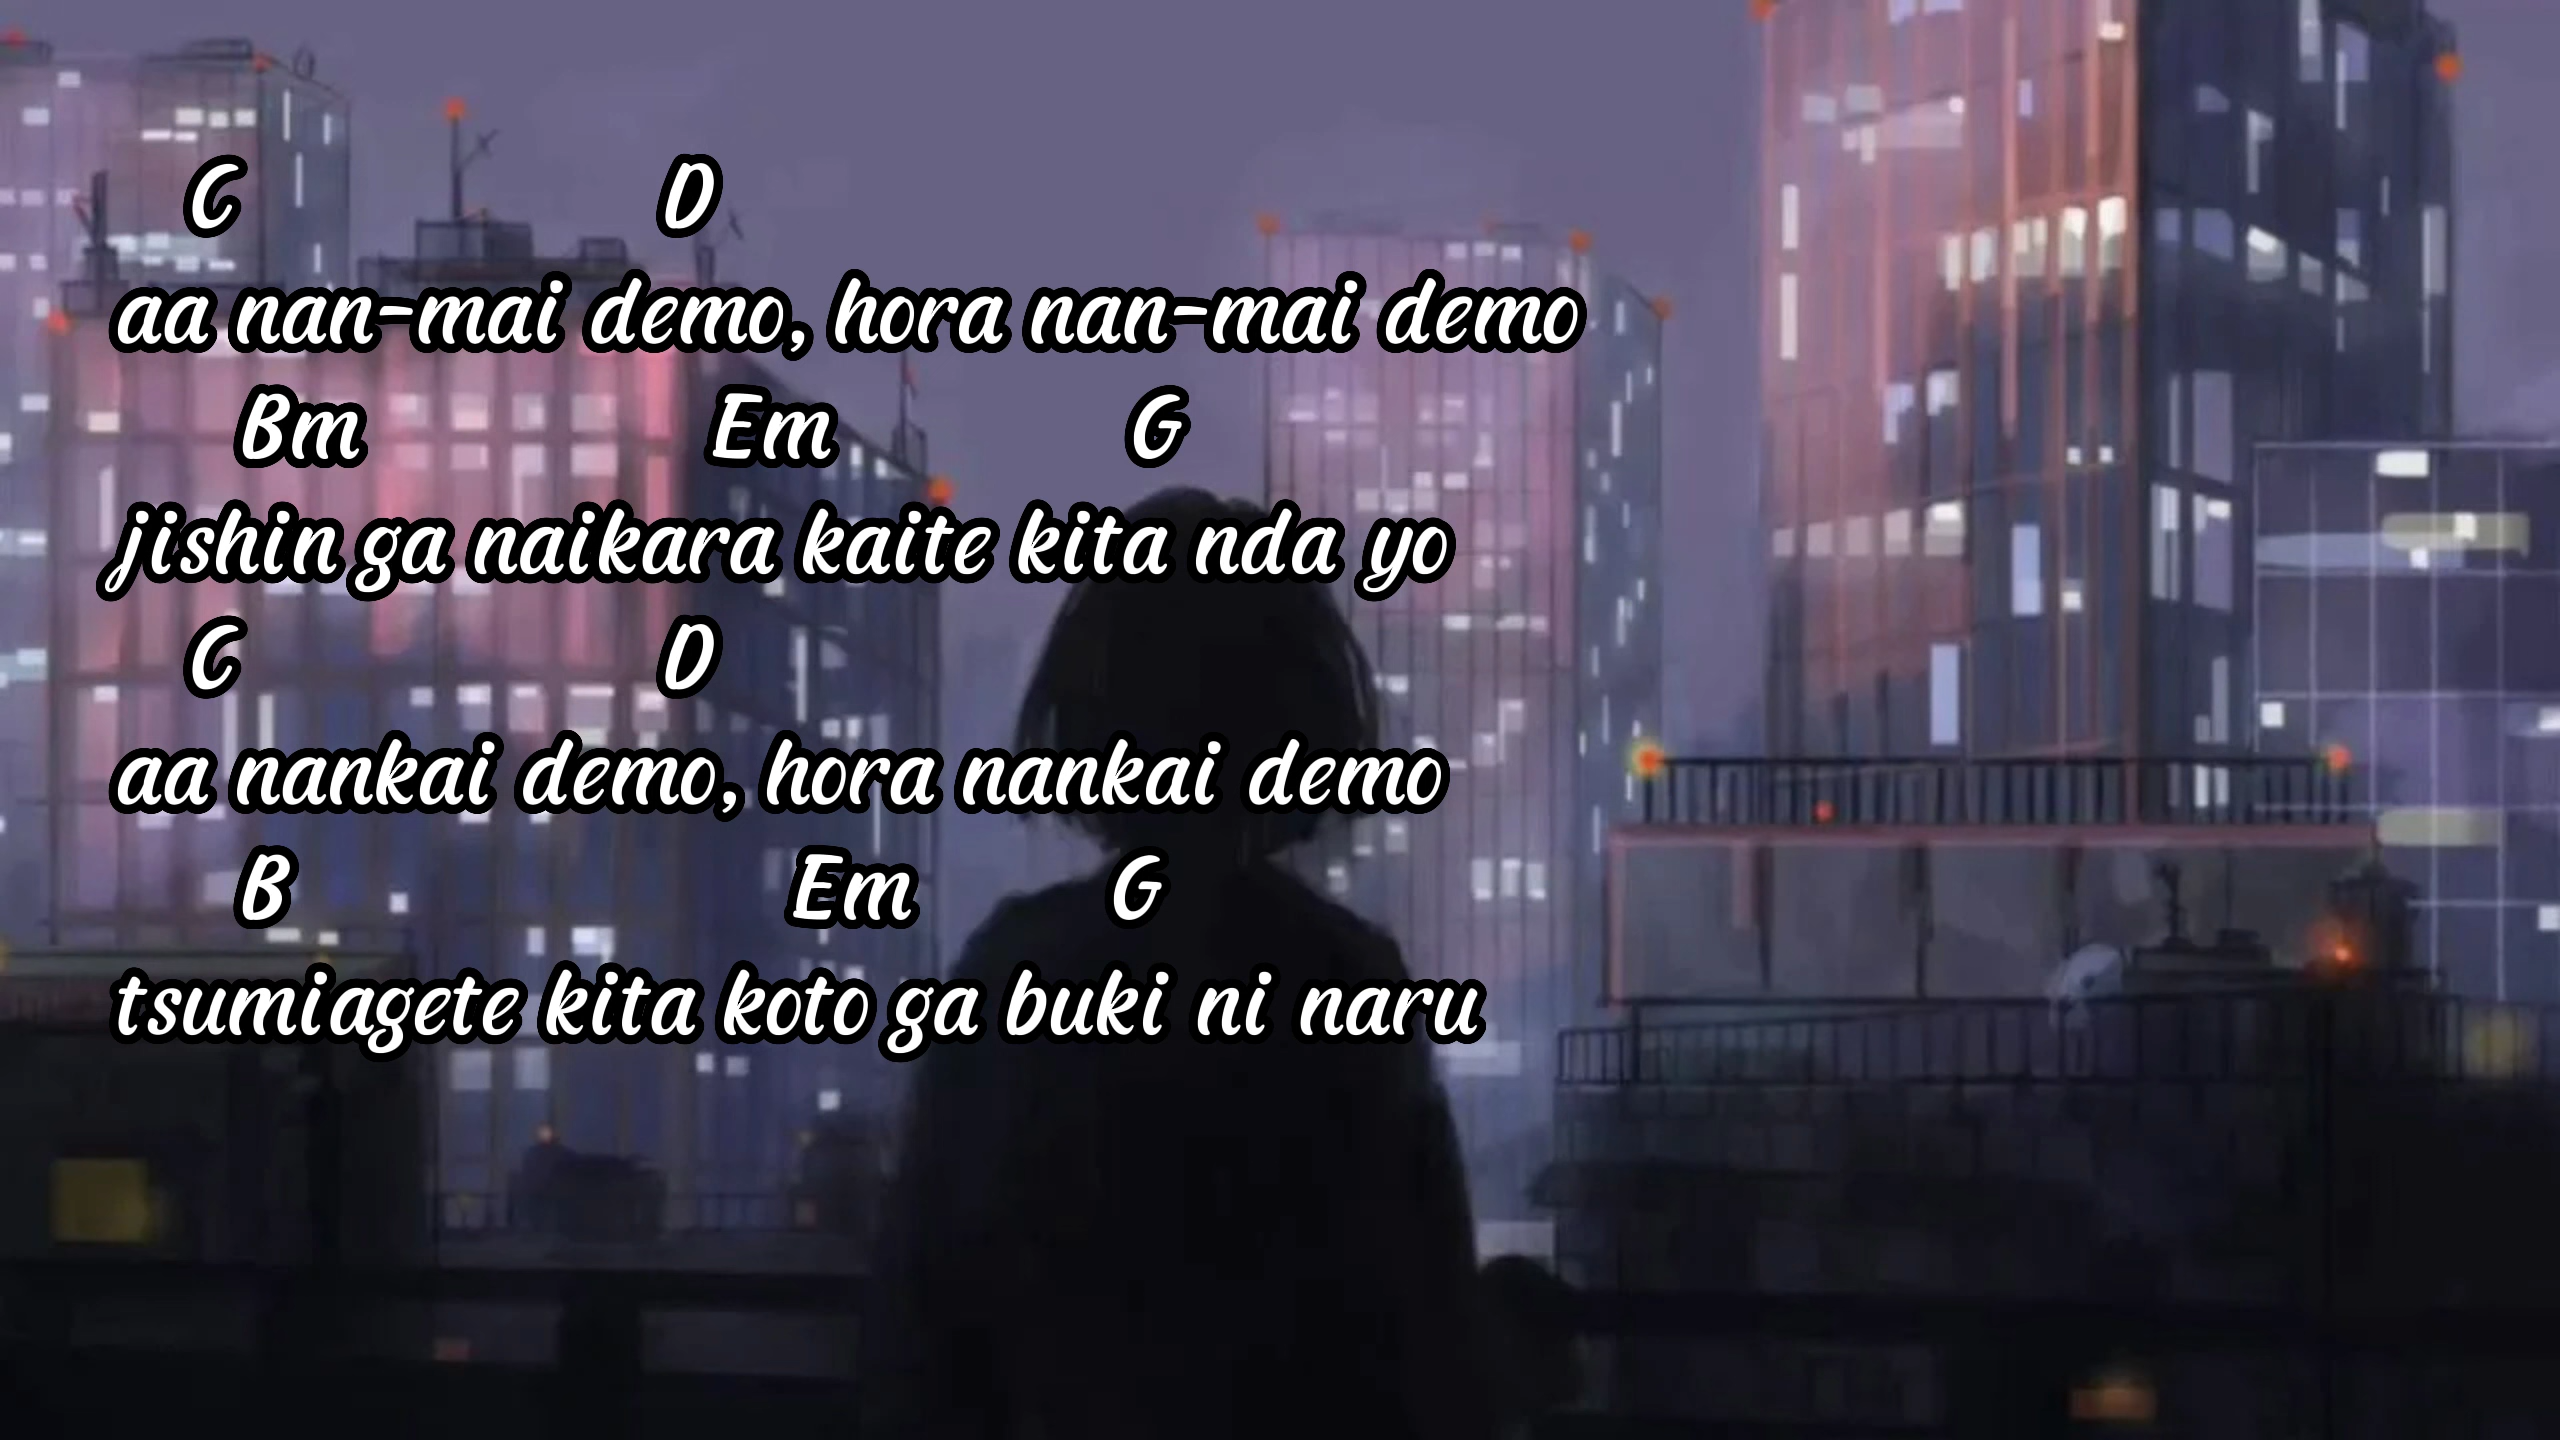 C D
aa nan-mai demo, hora nan-mai demo
Bm Em G
jishin ga naikara kaite kita nda yo
C D
aa nankai demo, hora nankai demo
B Em G
tsumiagete kita koto ga buki ni naru